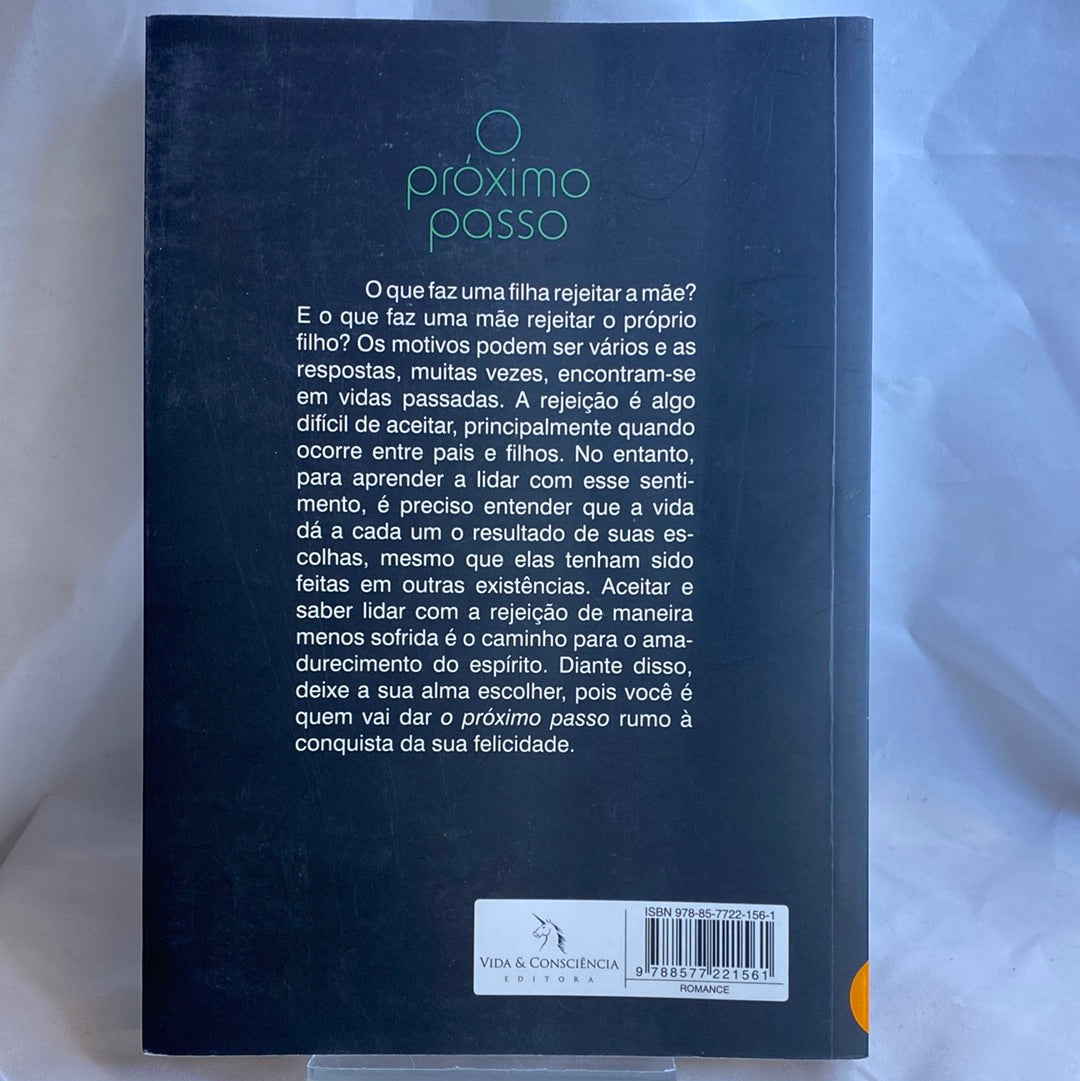 O
próximo
passo
O que faz uma filha rejeitar a mãe?
E o que faz uma mãe rejeitar o próprio
filho? Os motivos podem ser vários e as
respostas, muitas vezes, encontram-se
em vidas passadas. A rejeição é algo
difícil de aceitar, principalmente quando
ocorre entre pais e filhos. No entanto,
para aprender a lidar com esse senti-
mento, é preciso entender que a vida
dá a cada um o resultado de suas es-
colhas, mesmo que elas tenham sido
feitas em outras existências. Aceitar e
saber lidar com a rejeição de maneira
menos sofrida é o caminho para o ama-
durecimento do espírito. Diante disso,
deixe a sua alma escolher, pois você é
quem vai dar o próximo passo rumo à
conquista da sua felicidade.
VIDA & CONSCIÊNCIA
EDITORA
ISBN 978-85-7722-156-1
9 788577 221561
ROMANCE